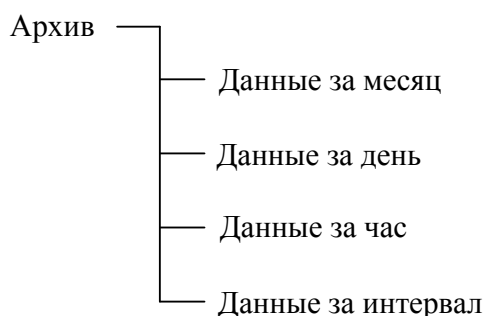 Архив
Данные за месяц
Данные за день
Данные за час
Данные за интервал